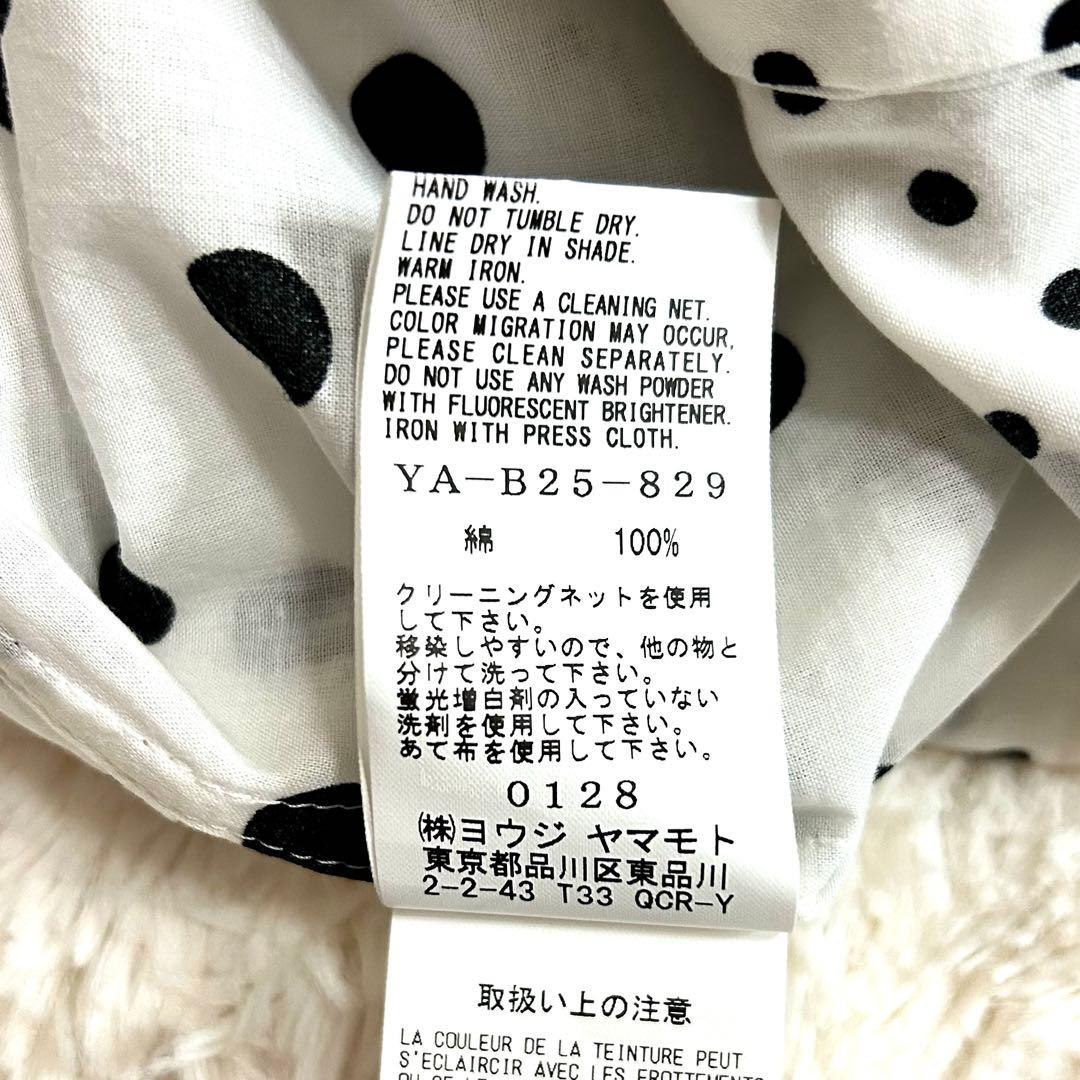 HAND WASH.
DO NOT TUMBLE DRY.
LINE DRY IN SHADE.
WARM IRON.
PLEASE USE A CLEANING NET.
COLOR MIGRATION MAY OCCUR,
PLEASE CLEAN SEPARATELY.
DO NOT USE ANY WASH POWDER
WITH FLUORESCENT BRIGHTENER.
IRON WITH PRESS CLOTH.
YA-B25-829
綿 100%
クリーニングネットを使用
して下さい。
移染しやすいので、他の物と
分けて洗って下さい。
蛍光増白剤の入っていない
洗剤を使用して下さい。
あて布を使用して下さい。
0128
㈱ヨウジ ヤマモト
東京都品川区東品川
2-2-43 T33 QCR-Y
取扱い上の注意
LA COULEUR DE LA TEINTURE PEUT
S'ECLAIRCIR AVEC LES FROTTEMENTS